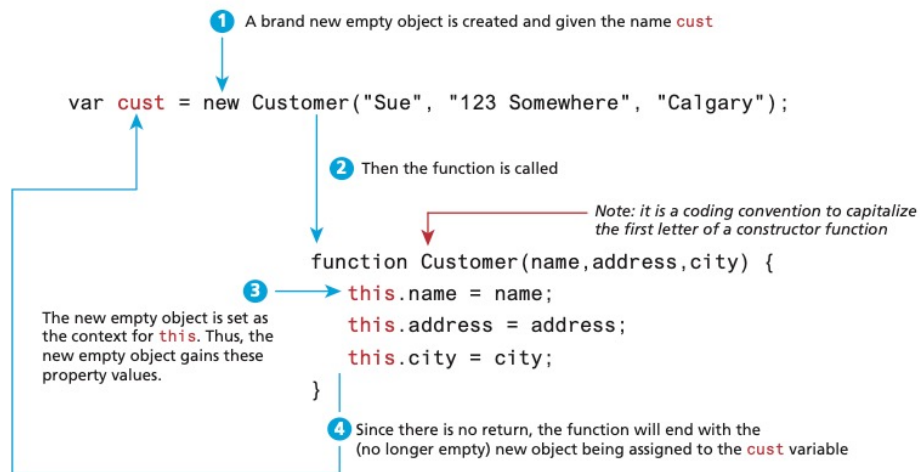 1 A brand new empty object is created and given the name cust
var cust = new Customer("Sue", "123 Somewhere", "Calgary");
2 Then the function is called
Note: it is a coding convention to capitalize
the first letter of a constructor function
function Customer(name,address,city) {
3
this.name = name;
this.address = address;
this.city = city;
}
The new empty object is set as
the context for this. Thus, the
new empty object gains these
property values.
4 Since there is no return, the function will end with the
(no longer empty) new object being assigned to the cust variable